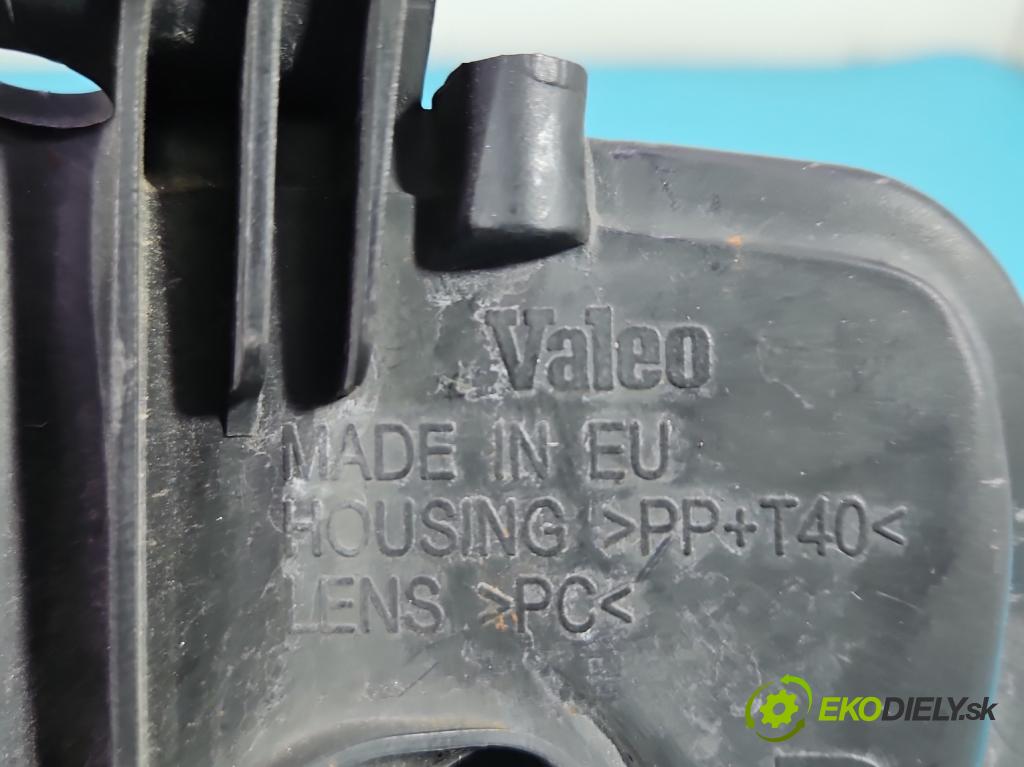 Valeo
MADE IN EU
HOUSING >PP+T40<
LENS >PC<
EKODIELY.sk